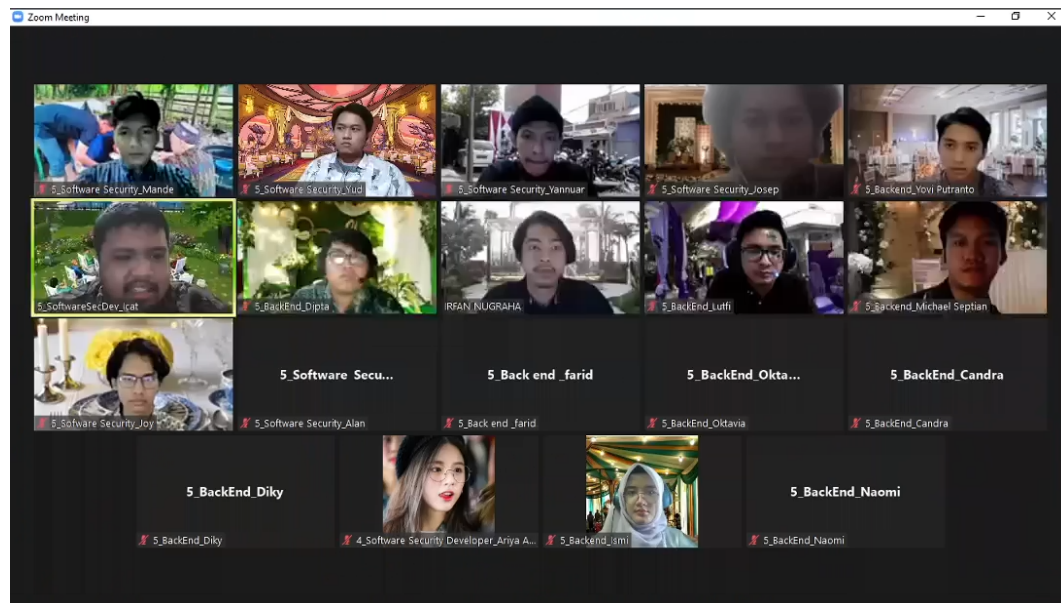 Zoom Meeting
5_Software Security_Mande
5_Software Security_Yud
5_Software Security_Yannuar
5_Software Security_Josep
5_Backend_Yovi Putranto
5_SoftwareSecDev_icat
5_BackEnd_Dipta
IRFAN NUGRAHA
5_BackEnd_Lutfi
5_Backend_Michael Septian
5_Sofware Security_Joy
5_Software Secu...
5_Software Security_Alan
5_Back end _farid
5_Back end _farid
5_BackEnd_Okta...
5_BackEnd_Oktavia
5_BackEnd_Candra
5_BackEnd_Candra
5_BackEnd_Diky
5_BackEnd_Diky
4_Software Security Developer_Ariya A...
5_Backend_Ismi
5_BackEnd_Naomi
5_BackEnd_Naomi